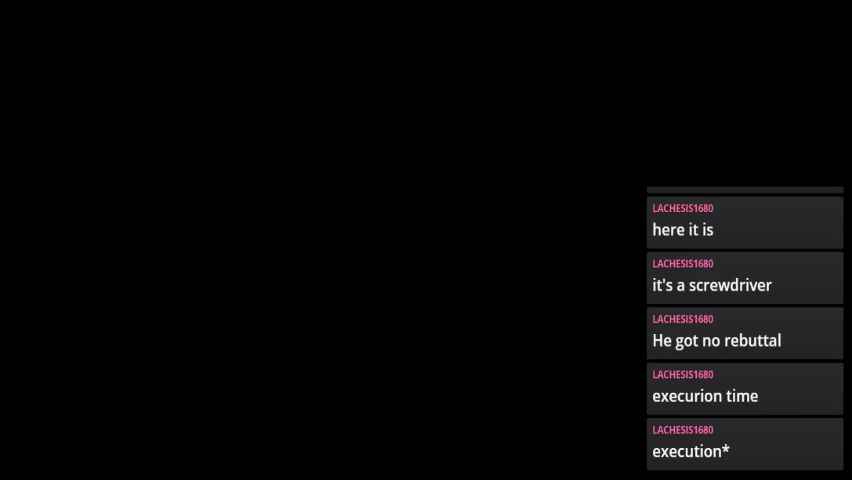 LACHESIS1680
here it is
LACHESIS1680
it's a screwdriver
LACHESIS1680
He got no rebuttal
LACHESIS1680
execurion time
LACHESIS1680
execution*